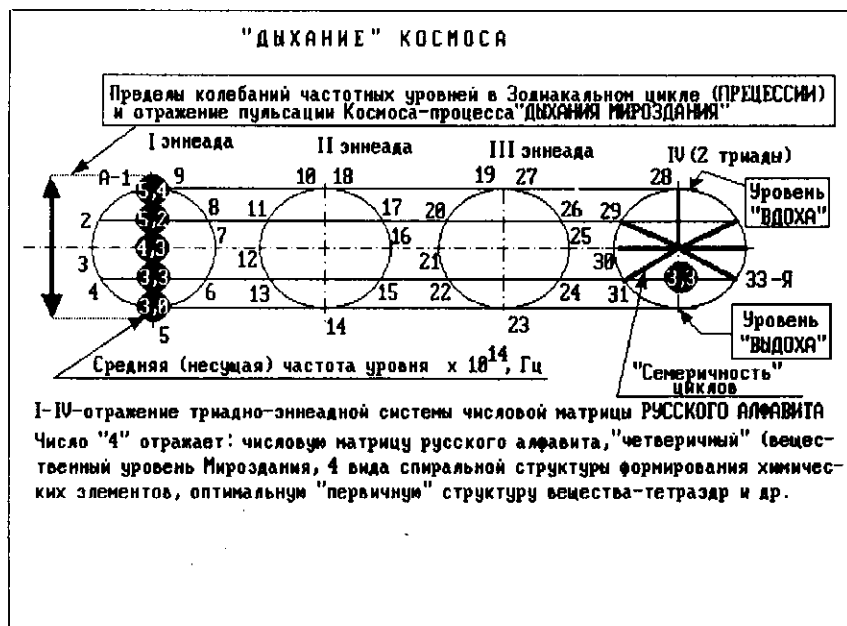 "ДЫХАНИЕ" КОСМОСА
Пределы колебаний частотных уровней в Зодиакальном цикле (ПРЕЦЕССИИ)
и отражение пульсации Космоса-процесса"ДЫХАНИЯ МИРОЗДАНИЯ"
I эннеада
II эннеада
III эннеада
IV (2 триады)
А-1 9 10 18 19 27 28
5,4
Уровень
"ВДОХА"
2 5,2 8 11 17 20 26 29
4,3 7 16 25
3 12 21 30
3,3 3,3
4 6 13 15 22 24 31 33-Я
3,0
5 14 23
Уровень
"ВЫДОХА"
Средняя (несущая) частота уровня x 10¹⁴, Гц
"Семеричность"
циклов
I-IV-отражение триадно-эннеадной системы числовой матрицы РУССКОГО АЛФАВИТА
Число "4" отражает: числовую матрицу русского алфавита,"четверичный" (вещес-
твенный уровень Мироздания, 4 вида спиральной структуры формирования химичес-
ких элементов, оптимальную "первичную" структуру вещества-тетраэдр и др.